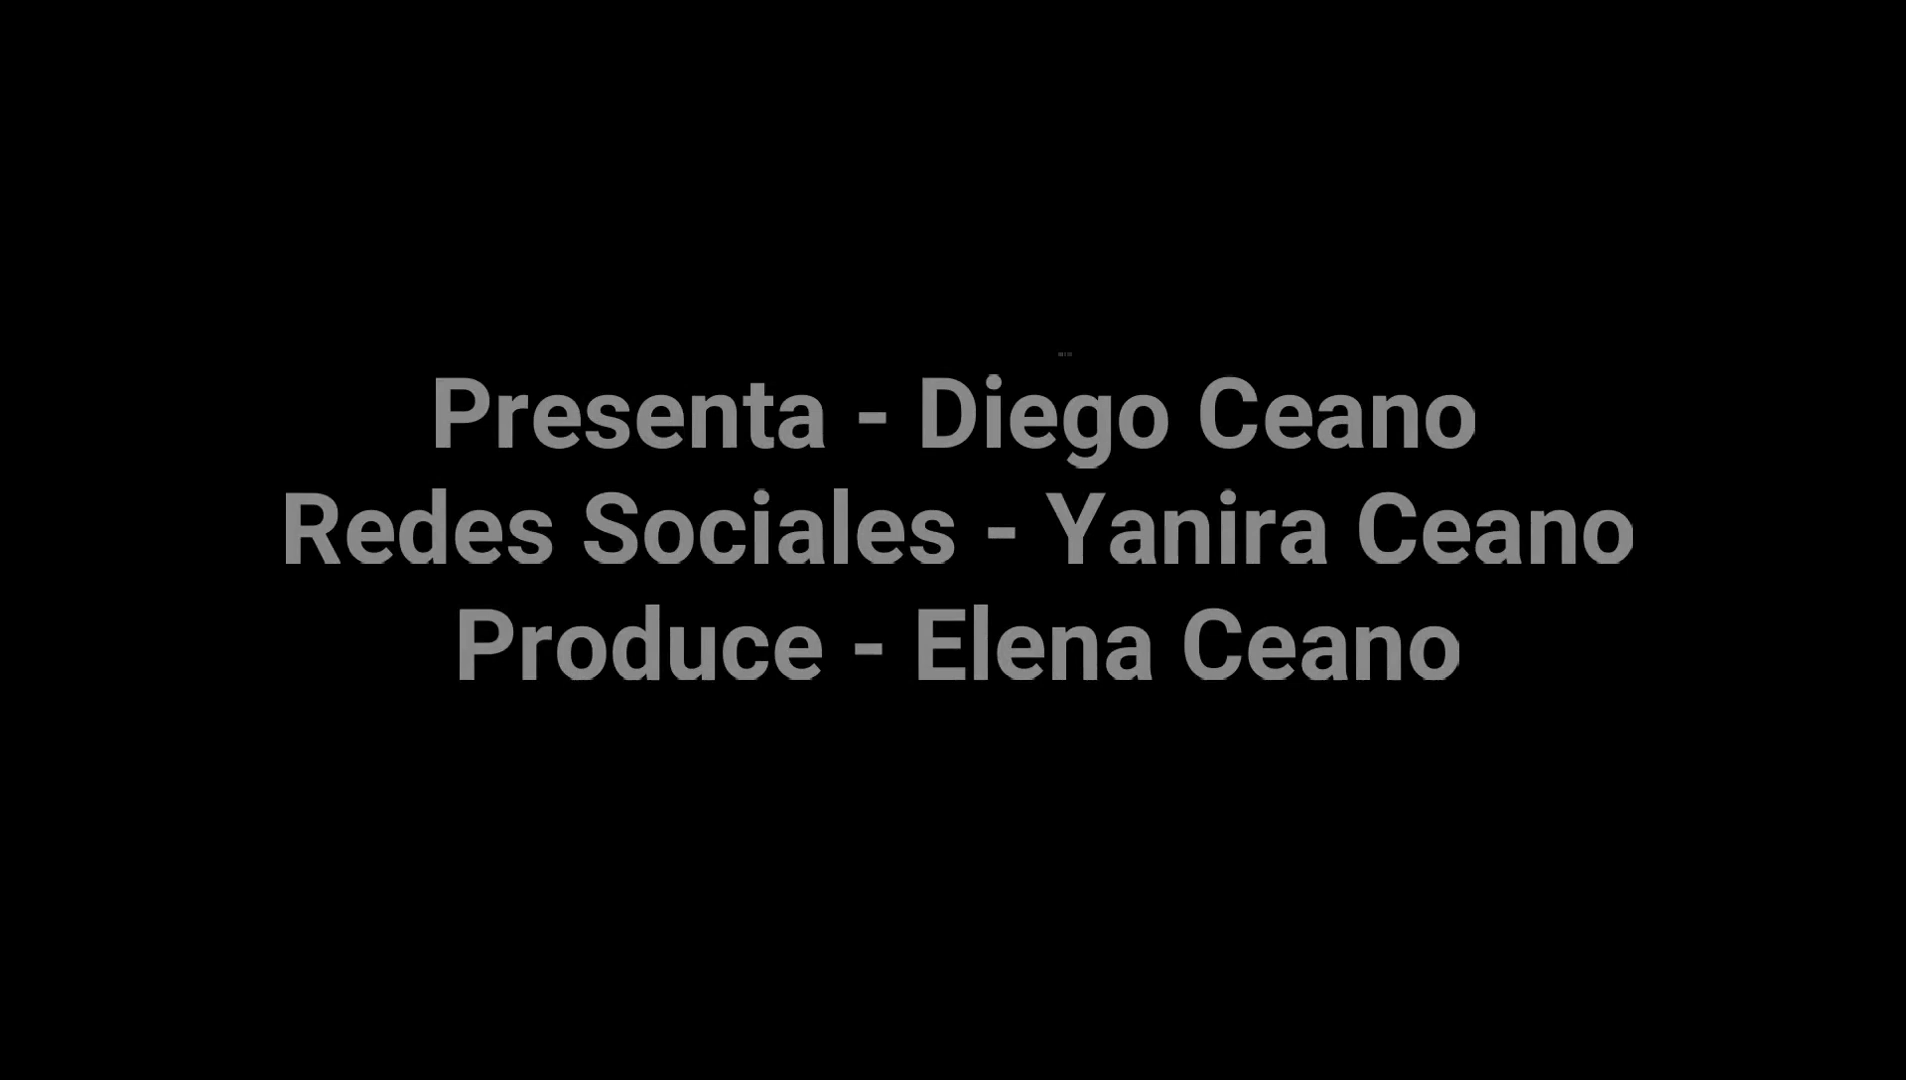 Presenta - Diego Ceano
Redes Sociales - Yanira Ceano
Produce - Elena Ceano